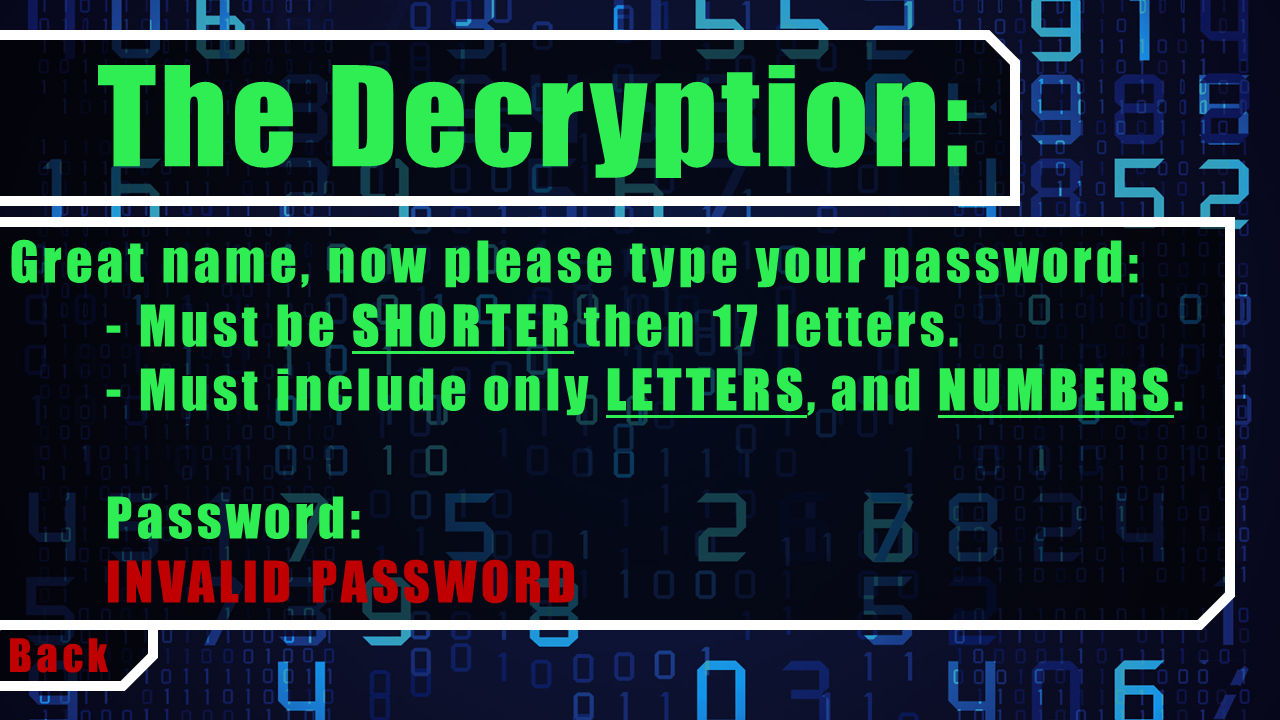 The Decryption:
Great name, now please type your password:
- Must be SHORTER then 17 letters.
- Must include only LETTERS, and NUMBERS.
Password:
INVALID PASSWORD
Back